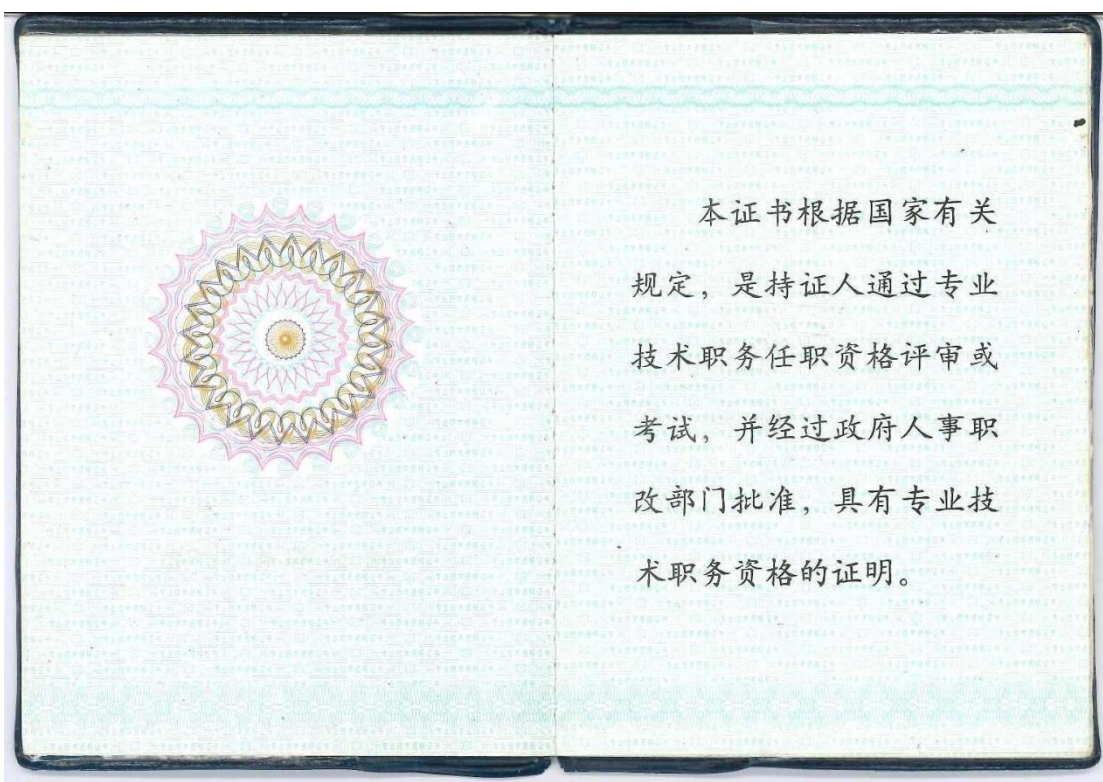 本证书根据国家有关
规定，是持证人通过专业
技术职务任职资格评审或
考试，并经过政府人事职
改部门批准，具有专业技
术职务资格的证明。